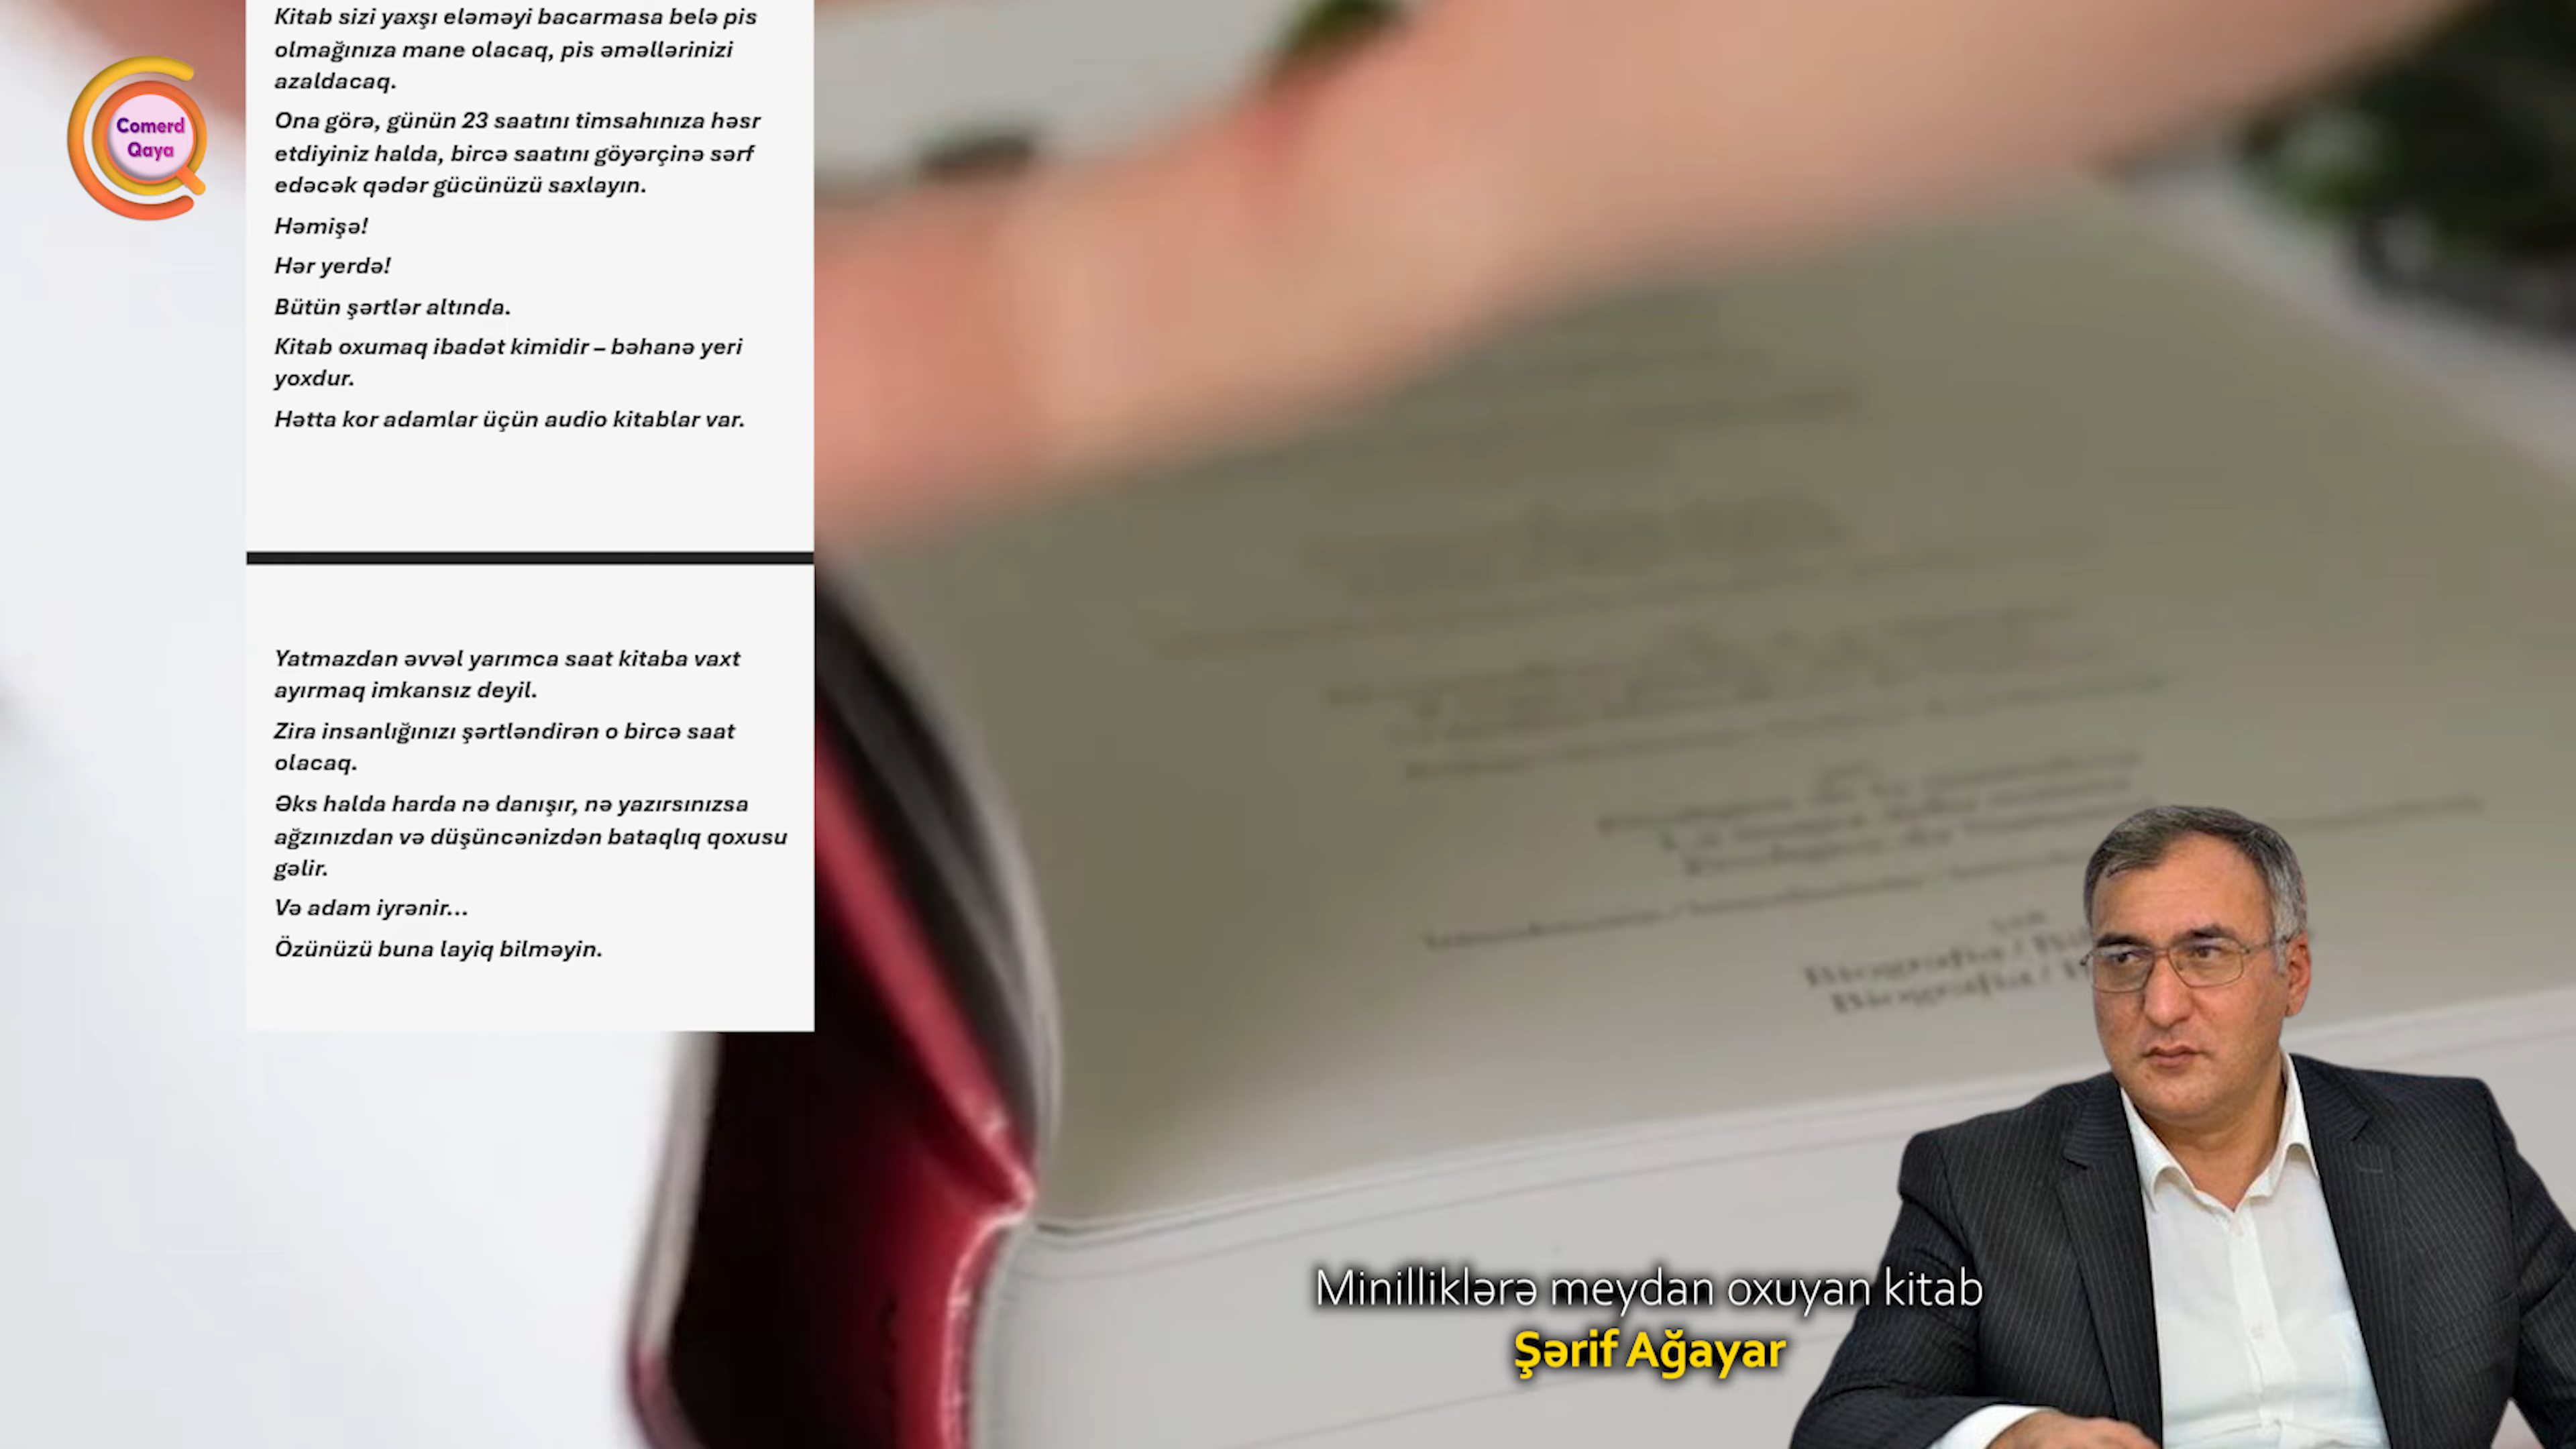 Comerd
Qaya
Kitab sizi yaxşı eləməyi bacarmasa belə pis
olmağınıza mane olacaq, pis əməllərinizi
azaldacaq.
Ona görə, günün 23 saatını timsahınıza həsr
etdiyiniz halda, bircə saatını göyərçinə sərf
edəcək qədər gücünüzü saxlayın.
Həmişə!
Hər yerdə!
Bütün şərtlər altında.
Kitab oxumaq ibadət kimidir – bəhanə yeri
yoxdur.
Hətta kor adamlar üçün audio kitablar var.
Yatmazdan əvvəl yarımca saat kitaba vaxt
ayırmaq imkansız deyil.
Zira insanlığınızı şərtləndirən o bircə saat
olacaq.
Əks halda harda nə danışır, nə yazırsınızsa
ağzınızdan və düşüncənizdən bataqlıq qoxusu
gəlir.
Və adam iyrənir...
Özünüzü buna layiq bilməyin.
Minilliklərə meydan oxuyan kitab
Şərif Ağayar